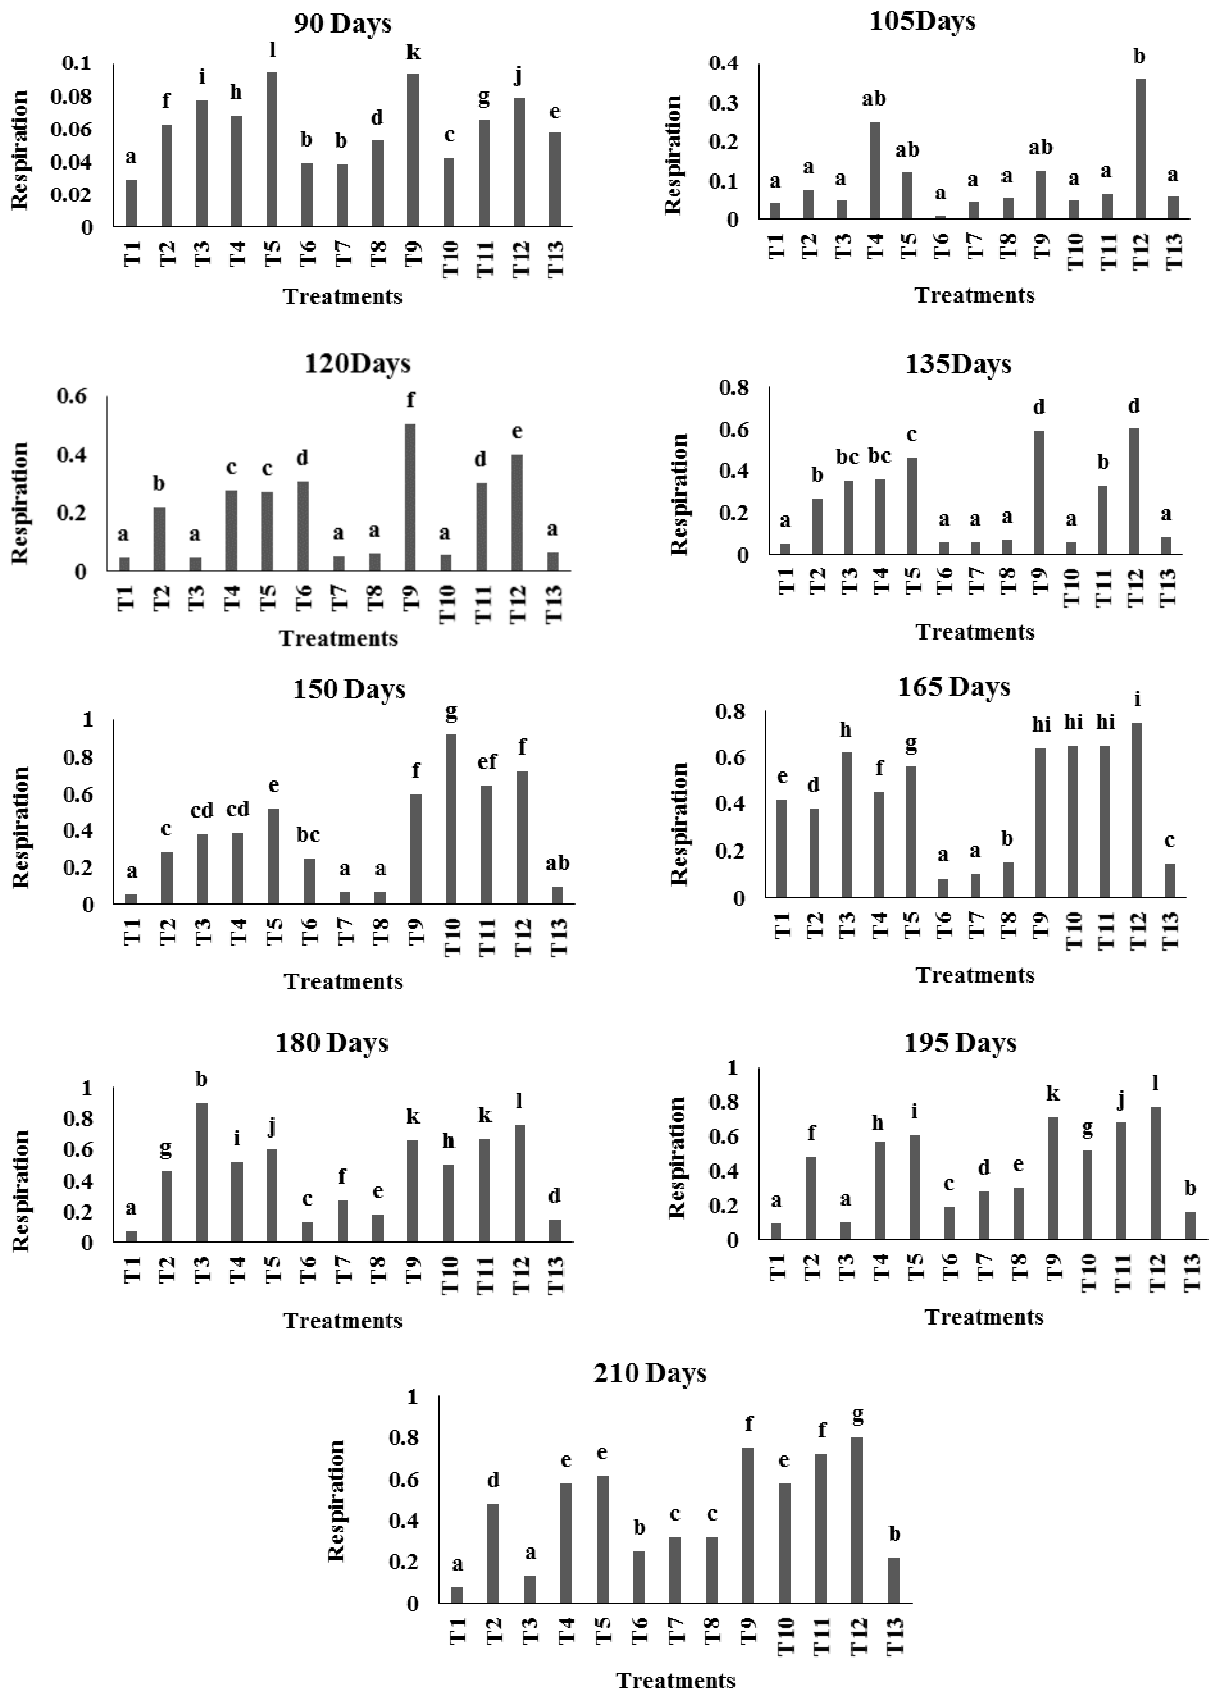 90 Days
Respiration
0.1
0.08
0.06
0.04
0.02
0
a f i h l b b d k c g j e
T1 T2 T3 T4 T5 T6 T7 T8 T9 T10 T11 T12 T13
Treatments
105Days
Respiration
0.4
0.3
0.2
0.1
0
a a a ab ab a a a ab a a b a
T1 T2 T3 T4 T5 T6 T7 T8 T9 T10 T11 T12 T13
Treatments
120Days
Respiration
0.6
0.4
0.2
0
a b a c c d a a f a d e a
T1 T2 T3 T4 T5 T6 T7 T8 T9 T10 T11 T12 T13
Treatments
135Days
Respiration
0.8
0.6
0.4
0.2
0
a b bc bc c a a a d a b d a
T1 T2 T3 T4 T5 T6 T7 T8 T9 T10 T11 T12 T13
Treatments
150 Days
Respiration
1
0.8
0.6
0.4
0.2
0
a c cd cd e bc a a f g ef f ab
T1 T2 T3 T4 T5 T6 T7 T8 T9 T10 T11 T12 T13
Treatments
165 Days
Respiration
0.8
0.6
0.4
0.2
0
e d h f g a a b hi hi hi i c
T1 T2 T3 T4 T5 T6 T7 T8 T9 T10 T11 T12 T13
Treatments
180 Days
Respiration
1
0.8
0.6
0.4
0.2
0
a g b i j c f e k h k l d
T1 T2 T3 T4 T5 T6 T7 T8 T9 T10 T11 T12 T13
Treatments
195 Days
Respiration
1
0.8
0.6
0.4
0.2
0
a f a h i c d e k g j l b
T1 T2 T3 T4 T5 T6 T7 T8 T9 T10 T11 T12 T13
Treatments
210 Days
Respiration
1
0.8
0.6
0.4
0.2
0
a d a e e b c c f e f g b
T1 T2 T3 T4 T5 T6 T7 T8 T9 T10 T11 T12 T13
Treatments